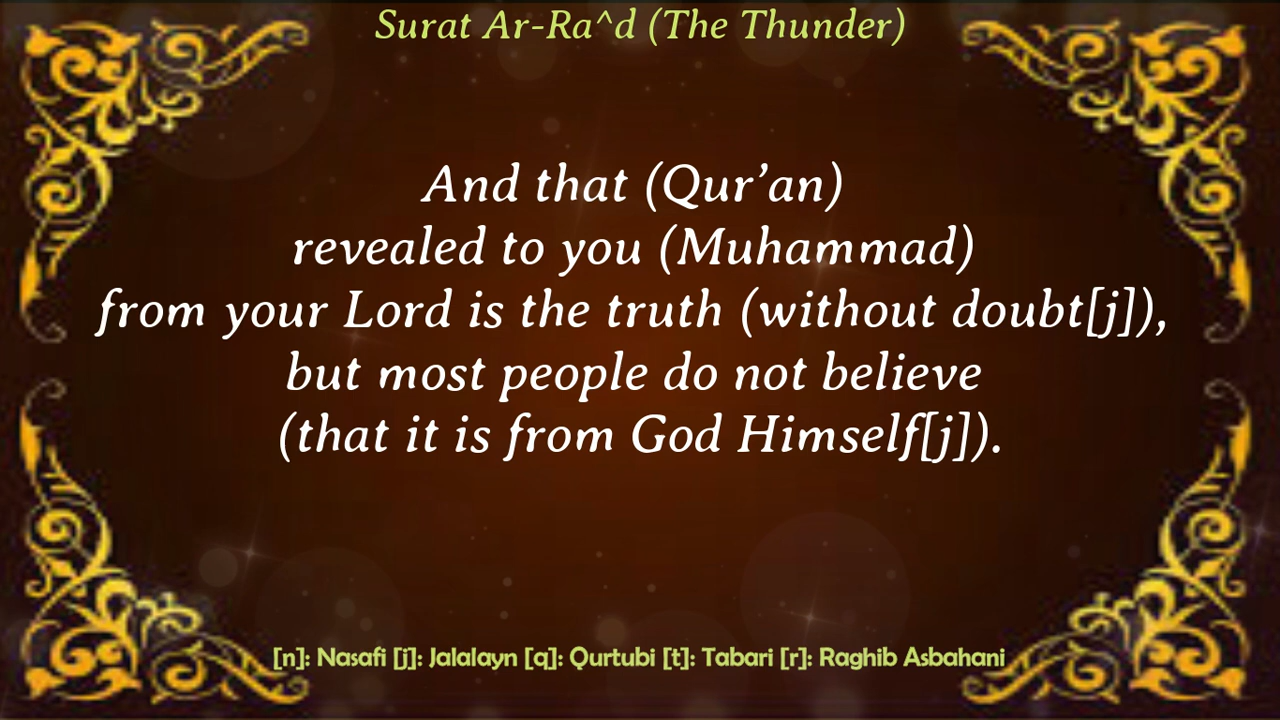 Surat Ar-Ra^d (The Thunder)
And that (Qur’an)
revealed to you (Muhammad)
from your Lord is the truth (without doubt[j]),
but most people do not believe
(that it is from God Himself[j]).
[n]: Nasafi [j]: Jalalayn [q]: Qurtubi [t]: Tabari [r]: Raghib Asbahani